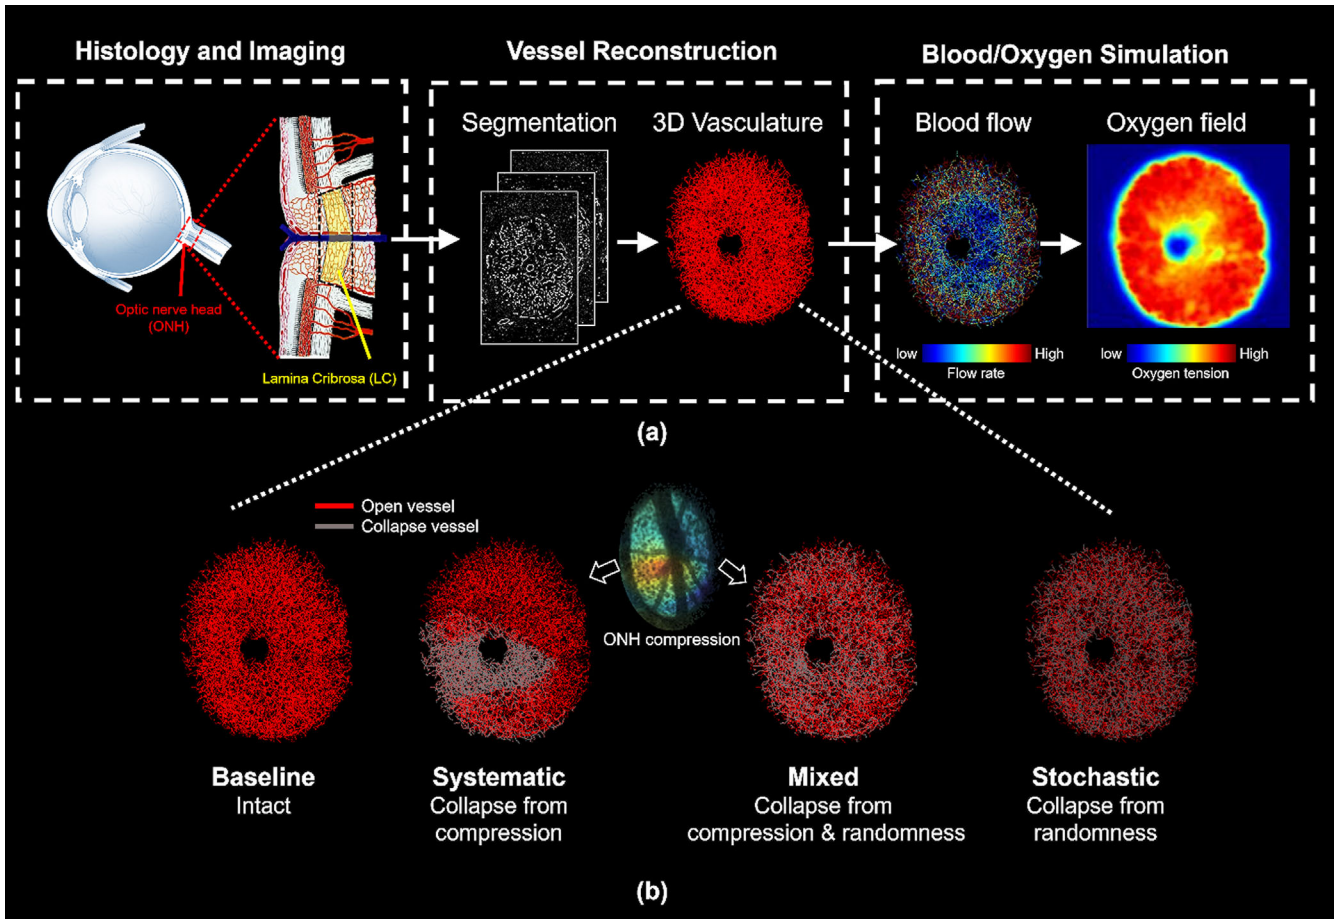 Histology and Imaging
Vessel Reconstruction
Blood/Oxygen Simulation
Optic nerve head
(ONH)
Lamina Cribrosa (LC)
Segmentation
3D Vasculature
Blood flow
Oxygen field
low
High
Flow rate
low
High
Oxygen tension
(a)
Open vessel
Collapse vessel
ONH compression
Baseline
Intact
Systematic
Collapse from
compression
Mixed
Collapse from
compression & randomness
Stochastic
Collapse from
randomness
(b)